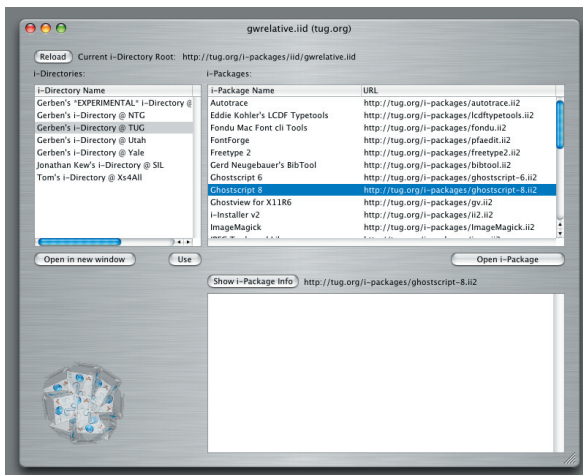 gwrelative.iid (tug.org)
Reload Current i-Directory Root: http://tug.org/i-packages/iid/gwrelative.iid
i-Directories:
i-Directory Name
Gerben's *EXPERIMENTAL* i-Directory @
Gerben's i-Directory @ NTG
Gerben's i-Directory @ TUG
Gerben's i-Directory @ Utah
Gerben's i-Directory @ Yale
Jonathan Kew's i-Directory @ SIL
Tom's i-Directory @ Xs4All
Open in new window Use
i-Packages:
i-Package Name URL
Autotrace http://tug.org/i-packages/autotrace.ii2
Eddie Kohler's LCDF Typetools http://tug.org/i-packages/lcdftypetools.ii2
Fondu Mac Font cli Tools http://tug.org/i-packages/fondu.ii2
FontForge http://tug.org/i-packages/pfaedit.ii2
Freetype 2 http://tug.org/i-packages/freetype2.ii2
Gerd Neugebauer's BibTool http://tug.org/i-packages/bibtool.ii2
Ghostscript 6 http://tug.org/i-packages/ghostscript-6.ii2
Ghostscript 8 http://tug.org/i-packages/ghostscript-8.ii2
Ghostview for X11R6 http://tug.org/i-packages/gv.ii2
i-Installer v2 http://tug.org/i-packages/ii2.ii2
ImageMagick http://tug.org/i-packages/ImageMagick.ii2
Open i-Package
Show i-Package Info http://tug.org/i-packages/ghostscript-8.ii2